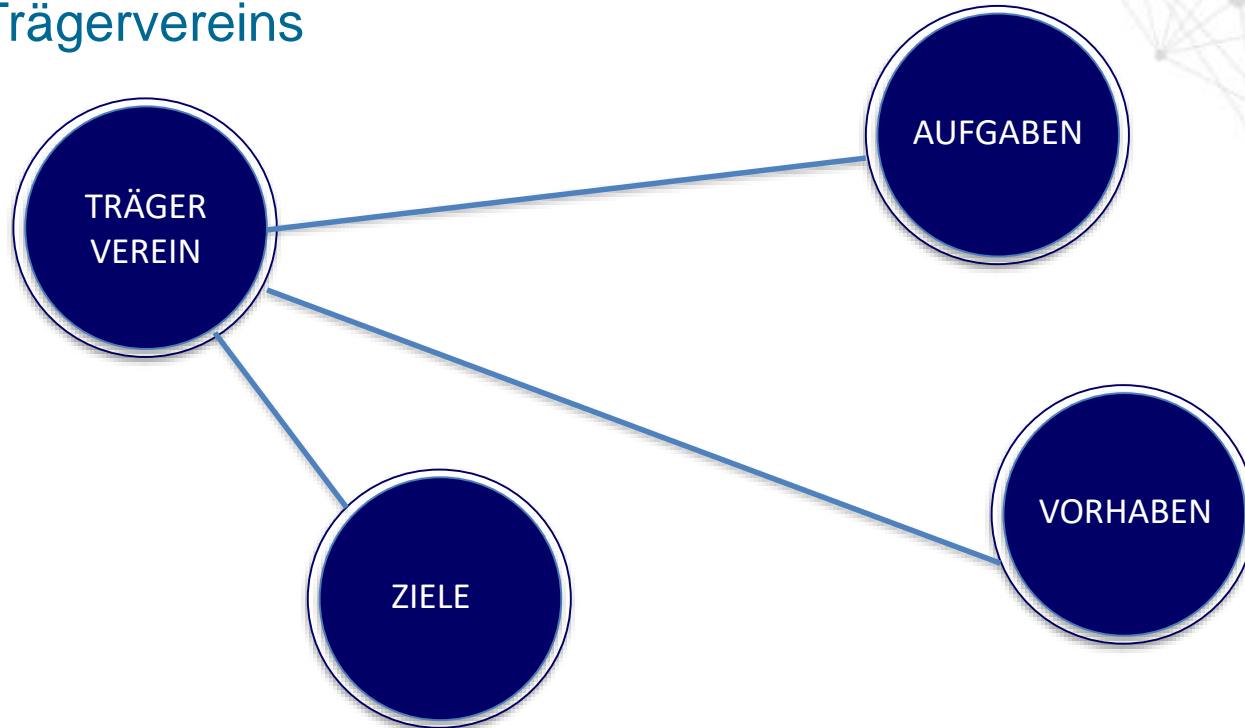 Trägervereins
AUFGABEN
TRÄGER
VEREIN
VORHABEN
ZIELE